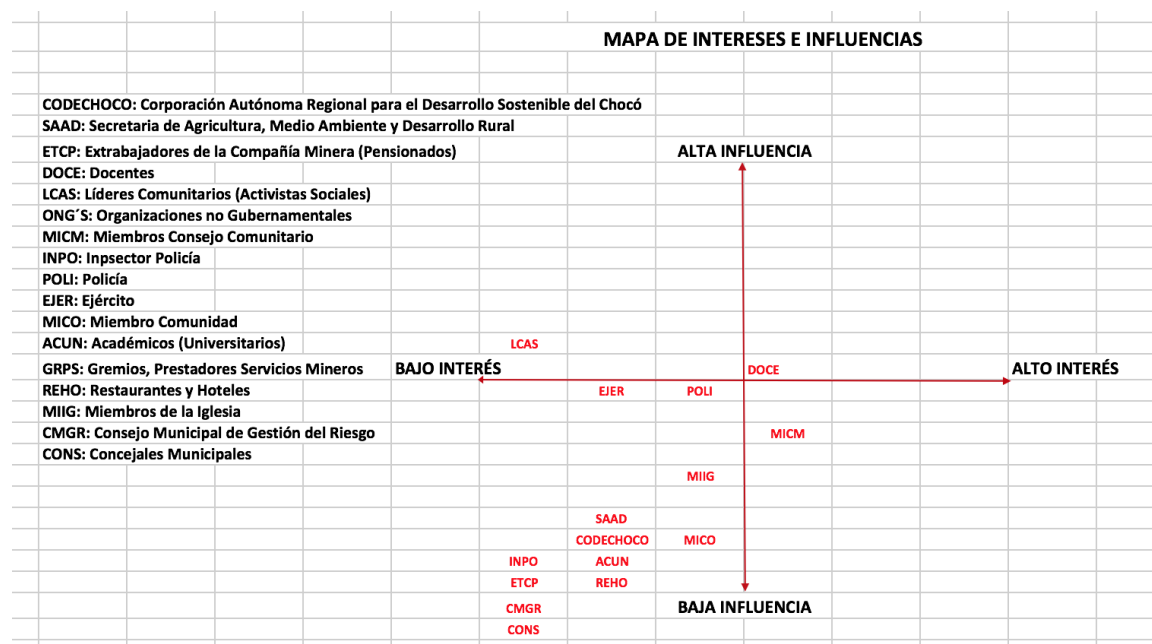 MAPA DE INTERESES E INFLUENCIAS
CODECHOCO: Corporación Autónoma Regional para el Desarrollo Sostenible del Chocó
SAAD: Secretaria de Agricultura, Medio Ambiente y Desarrollo Rural
ETCP: Extrabajadores de la Compañía Minera (Pensionados)
DOCE: Docentes
LCAS: Líderes Comunitarios (Activistas Sociales)
ONG´S: Organizaciones no Gubernamentales
MICM: Miembros Consejo Comunitario
INPO: Inpsector Policía
POLI: Policía
EJER: Ejército
MICO: Miembro Comunidad
ACUN: Académicos (Universitarios)
GRPS: Gremios, Prestadores Servicios Mineros
REHO: Restaurantes y Hoteles
MIIG: Miembros de la Iglesia
CMGR: Consejo Municipal de Gestión del Riesgo
CONS: Concejales Municipales
ALTA INFLUENCIA
LCAS
BAJO INTERÉS
DOCE
ALTO INTERÉS
EJER POLI
MICM
MIIG
SAAD
CODECHOCO MICO
INPO ACUN
ETCP REHO
CMGR
BAJA INFLUENCIA
CONS